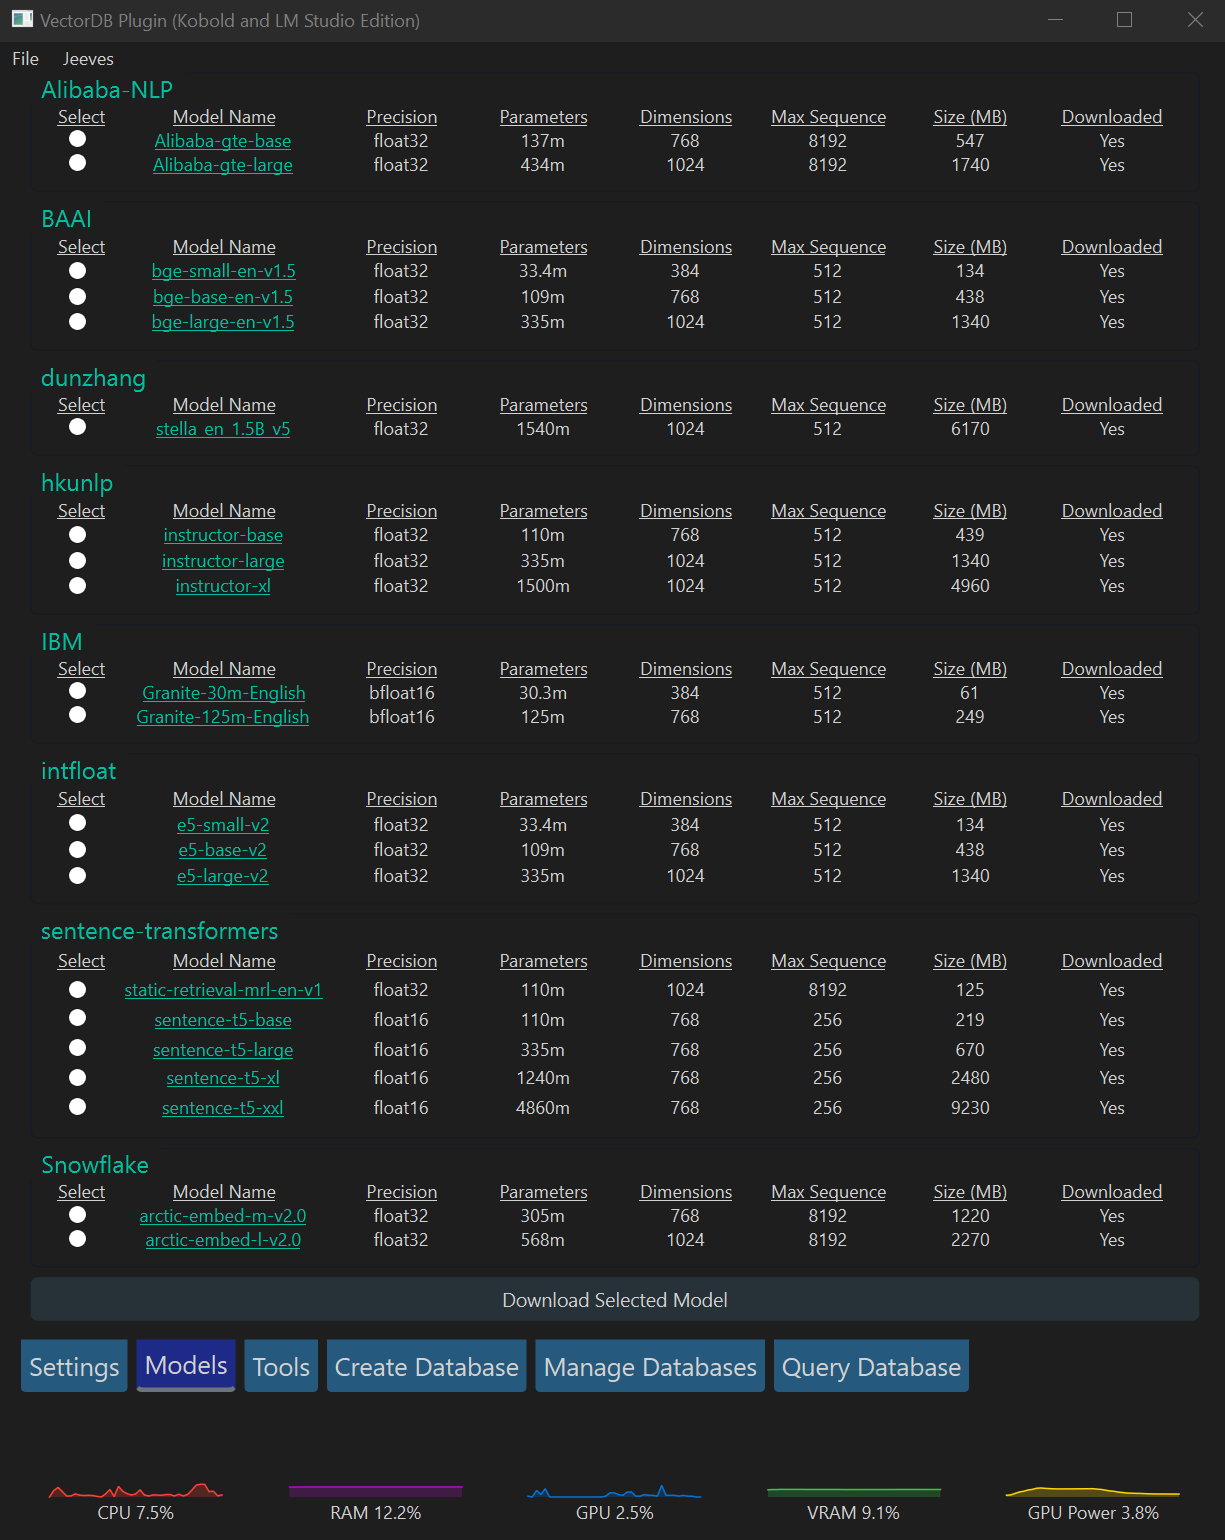 VectorDB Plugin (Kobold and LM Studio Edition)
File Jeeves
Alibaba-NLP
Select Model Name Precision Parameters Dimensions Max Sequence Size (MB) Downloaded
Alibaba-gte-base float32 137m 768 8192 547 Yes
Alibaba-gte-large float32 434m 1024 8192 1740 Yes
BAAI
Select Model Name Precision Parameters Dimensions Max Sequence Size (MB) Downloaded
bge-small-en-v1.5 float32 33.4m 384 512 134 Yes
bge-base-en-v1.5 float32 109m 768 512 438 Yes
bge-large-en-v1.5 float32 335m 1024 512 1340 Yes
dunzhang
Select Model Name Precision Parameters Dimensions Max Sequence Size (MB) Downloaded
stella_en_1.5B_v5 float32 1540m 1024 512 6170 Yes
hkunlp
Select Model Name Precision Parameters Dimensions Max Sequence Size (MB) Downloaded
instructor-base float32 110m 768 512 439 Yes
instructor-large float32 335m 1024 512 1340 Yes
instructor-xl float32 1500m 1024 512 4960 Yes
IBM
Select Model Name Precision Parameters Dimensions Max Sequence Size (MB) Downloaded
Granite-30m-English bfloat16 30.3m 384 512 61 Yes
Granite-125m-English bfloat16 125m 768 512 249 Yes
intfloat
Select Model Name Precision Parameters Dimensions Max Sequence Size (MB) Downloaded
e5-small-v2 float32 33.4m 384 512 134 Yes
e5-base-v2 float32 109m 768 512 438 Yes
e5-large-v2 float32 335m 1024 512 1340 Yes
sentence-transformers
Select Model Name Precision Parameters Dimensions Max Sequence Size (MB) Downloaded
static-retrieval-mrl-en-v1 float32 110m 1024 8192 125 Yes
sentence-t5-base float16 110m 768 256 219 Yes
sentence-t5-large float16 335m 768 256 670 Yes
sentence-t5-xl float16 1240m 768 256 2480 Yes
sentence-t5-xxl float16 4860m 768 256 9230 Yes
Snowflake
Select Model Name Precision Parameters Dimensions Max Sequence Size (MB) Downloaded
arctic-embed-m-v2.0 float32 305m 768 8192 1220 Yes
arctic-embed-l-v2.0 float32 568m 1024 8192 2270 Yes
Download Selected Model
Settings Models Tools Create Database Manage Databases Query Database
CPU 7.5% RAM 12.2% GPU 2.5% VRAM 9.1% GPU Power 3.8%